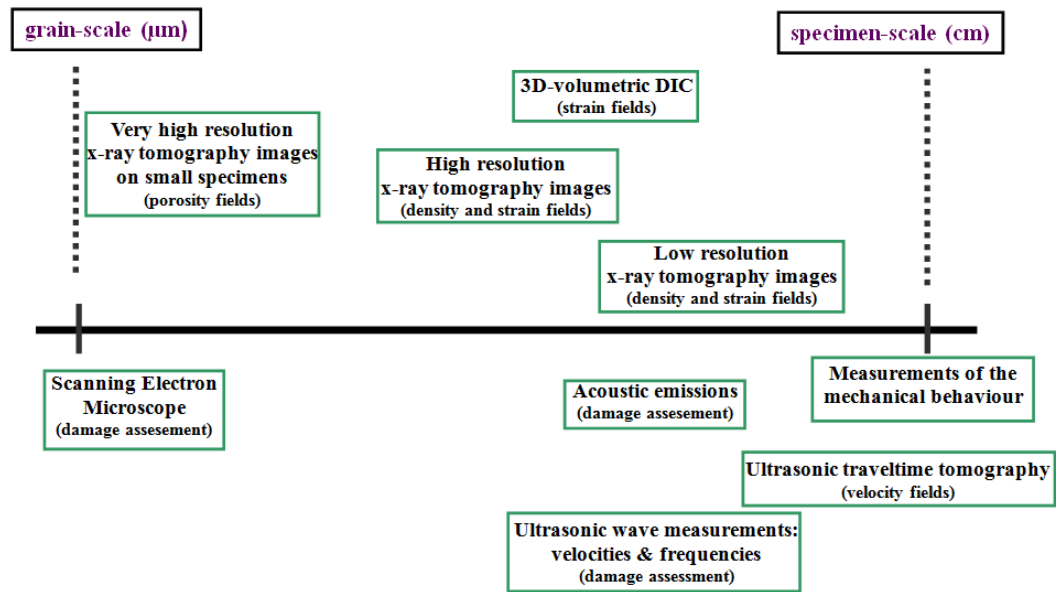 grain-scale (μm)
specimen-scale (cm)
3D-volumetric DIC
(strain fields)
Very high resolution
x-ray tomography images
on small specimens
(porosity fields)
High resolution
x-ray tomography images
(density and strain fields)
Low resolution
x-ray tomography images
(density and strain fields)
Scanning Electron
Microscope
(damage assesement)
Acoustic emissions
(damage assesement)
Measurements of the
mechanical behaviour
Ultrasonic traveltime tomography
(velocity fields)
Ultrasonic wave measurements:
velocities & frequencies
(damage assessment)